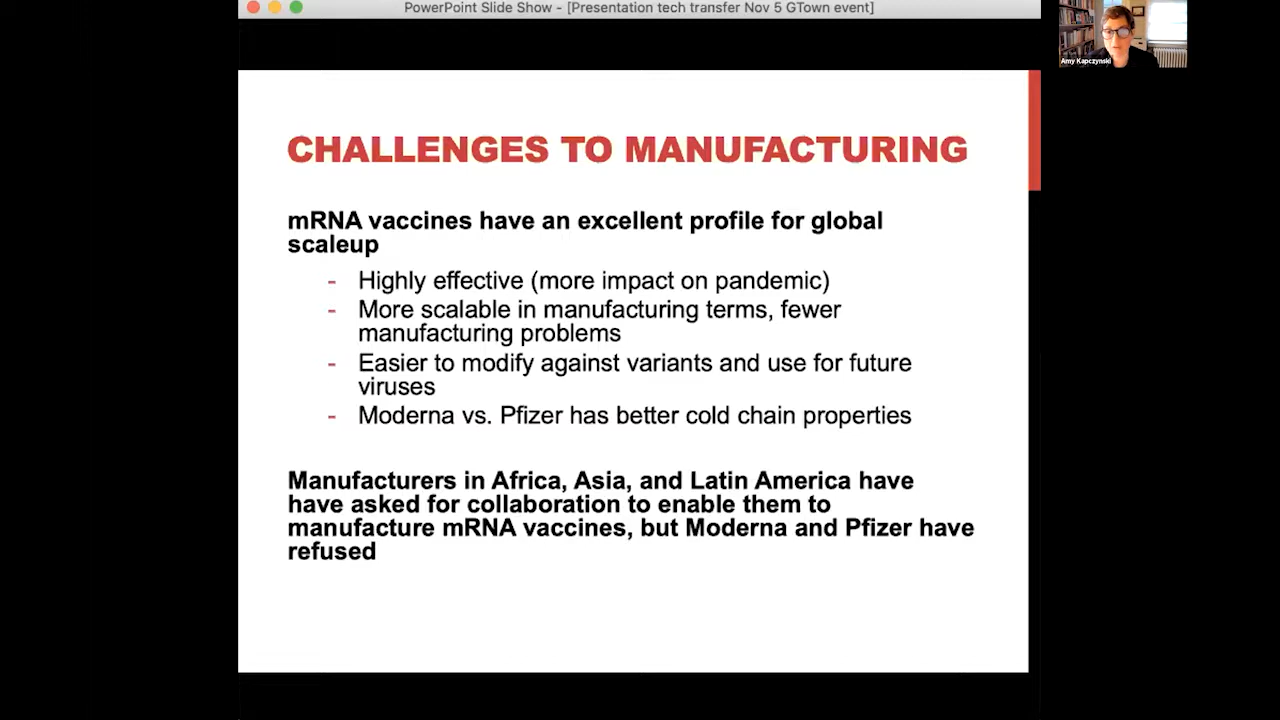 PowerPoint Slide Show - [Presentation tech transfer Nov 5 GTown event]
Amy Kapczynski
CHALLENGES TO MANUFACTURING
mRNA vaccines have an excellent profile for global
scaleup
- Highly effective (more impact on pandemic)
- More scalable in manufacturing terms, fewer
manufacturing problems
- Easier to modify against variants and use for future
viruses
- Moderna vs. Pfizer has better cold chain properties
Manufacturers in Africa, Asia, and Latin America have
have asked for collaboration to enable them to
manufacture mRNA vaccines, but Moderna and Pfizer have
refused